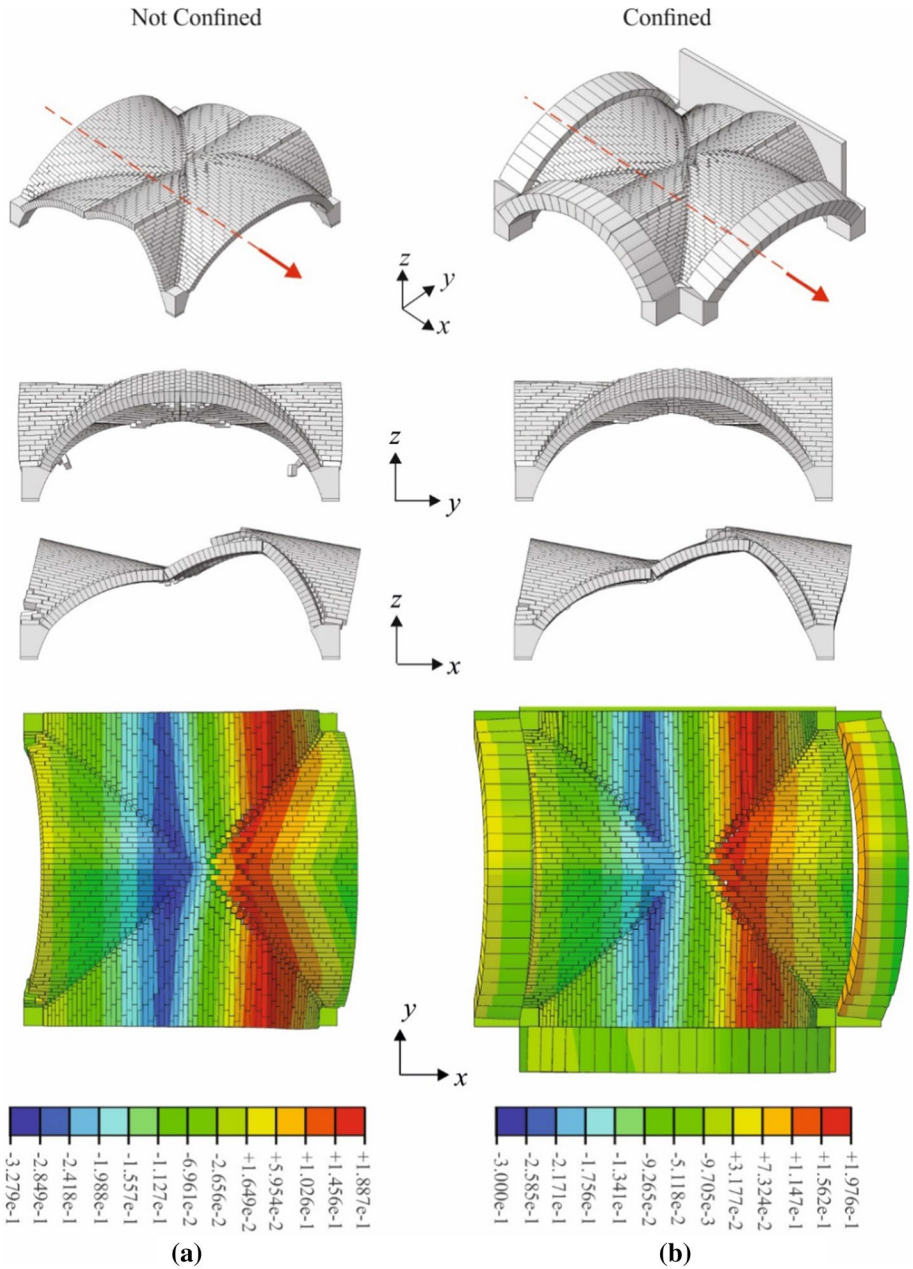 Not Confined
Confined
z
y
x
z
y
z
x
y
x
-3.279e-1
-2.849e-1
-2.418e-1
-1.988e-1
-1.557e-1
-1.127e-1
-6.961e-2
-2.656e-2
+1.649e-2
+5.954e-2
+1.026e-1
+1.456e-1
+1.887e-1
-3.000e-1
-2.585e-1
-2.171e-1
-1.756e-1
-1.341e-1
-9.265e-2
-5.118e-2
-9.705e-3
+3.177e-2
+7.324e-2
+1.147e-1
+1.562e-1
+1.976e-1
(a)
(b)